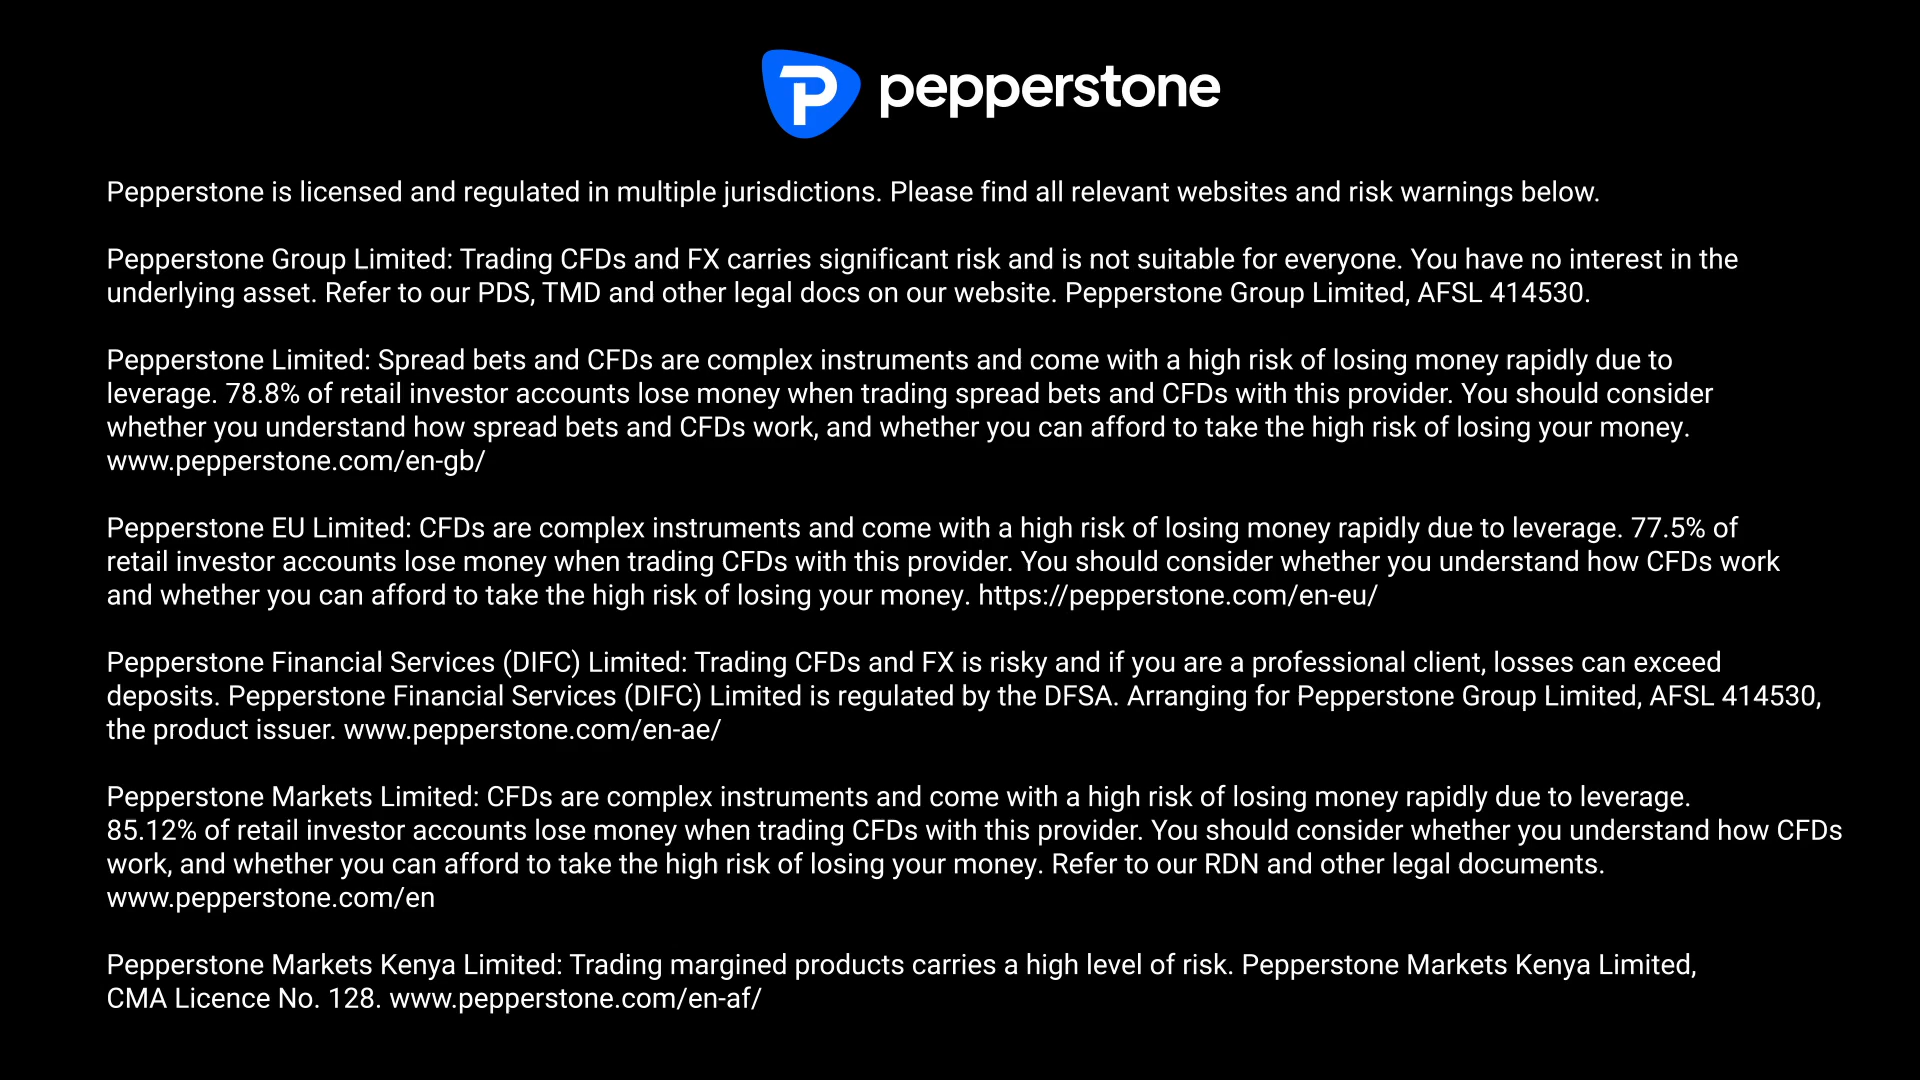 pepperstone
Pepperstone is licensed and regulated in multiple jurisdictions. Please find all relevant websites and risk warnings below.
Pepperstone Group Limited: Trading CFDs and FX carries significant risk and is not suitable for everyone. You have no interest in the
underlying asset. Refer to our PDS, TMD and other legal docs on our website. Pepperstone Group Limited, AFSL 414530.
Pepperstone Limited: Spread bets and CFDs are complex instruments and come with a high risk of losing money rapidly due to
leverage. 78.8% of retail investor accounts lose money when trading spread bets and CFDs with this provider. You should consider
whether you understand how spread bets and CFDs work, and whether you can afford to take the high risk of losing your money.
www.pepperstone.com/en-gb/
Pepperstone EU Limited: CFDs are complex instruments and come with a high risk of losing money rapidly due to leverage. 77.5% of
retail investor accounts lose money when trading CFDs with this provider. You should consider whether you understand how CFDs work
and whether you can afford to take the high risk of losing your money. https://pepperstone.com/en-eu/
Pepperstone Financial Services (DIFC) Limited: Trading CFDs and FX is risky and if you are a professional client, losses can exceed
deposits. Pepperstone Financial Services (DIFC) Limited is regulated by the DFSA. Arranging for Pepperstone Group Limited, AFSL 414530,
the product issuer. www.pepperstone.com/en-ae/
Pepperstone Markets Limited: CFDs are complex instruments and come with a high risk of losing money rapidly due to leverage.
85.12% of retail investor accounts lose money when trading CFDs with this provider. You should consider whether you understand how CFDs
work, and whether you can afford to take the high risk of losing your money. Refer to our RDN and other legal documents.
www.pepperstone.com/en
Pepperstone Markets Kenya Limited: Trading margined products carries a high level of risk. Pepperstone Markets Kenya Limited,
CMA Licence No. 128. www.pepperstone.com/en-af/